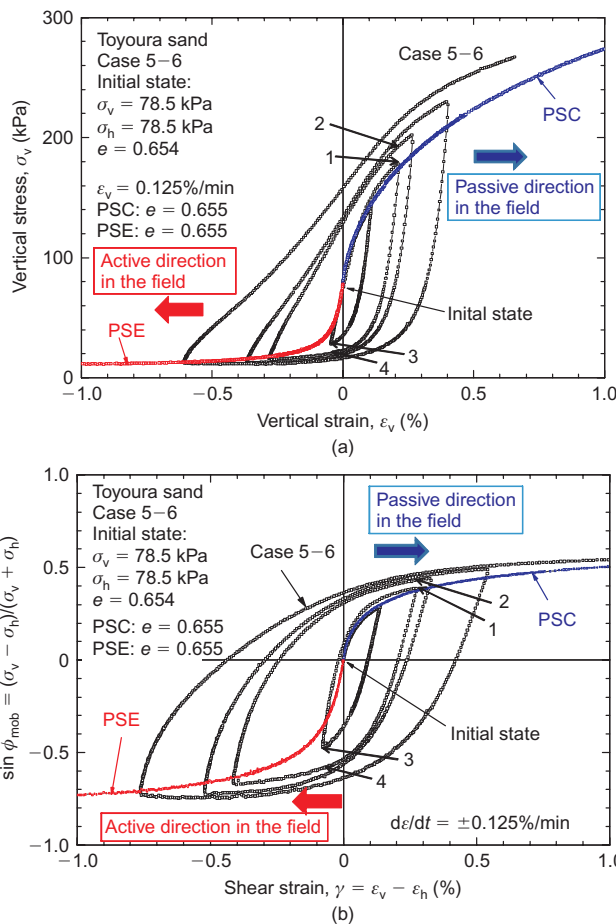 300
200
100
0
Vertical stress, σv (kPa)
Toyoura sand
Case 5−6
Initial state:
σv = 78.5 kPa
σh = 78.5 kPa
e = 0.654
εv = 0.125%/min
PSC: e = 0.655
PSE: e = 0.655
Active direction
in the field
PSE
Case 5−6
2
1
PSC
Passive direction
in the field
Inital state
3
4
−1.0 −0.5 0 0.5 1.0
Vertical strain, εv (%)
(a)
1.0
0.5
0
−0.5
−1.0
sin ϕmob = (σv − σh)/(σv + σh)
Toyoura sand
Case 5−6
Initial state:
σv = 78.5 kPa
σh = 78.5 kPa
e = 0.654
PSC: e = 0.655
PSE: e = 0.655
Case 5−6
Passive direction
in the field
2
1
PSC
Initial state
PSE
3
4
Active direction in the field
dε/dt = ±0.125%/min
−1.0 −0.5 0 0.5 1.0
Shear strain, γ = εv − εh (%)
(b)